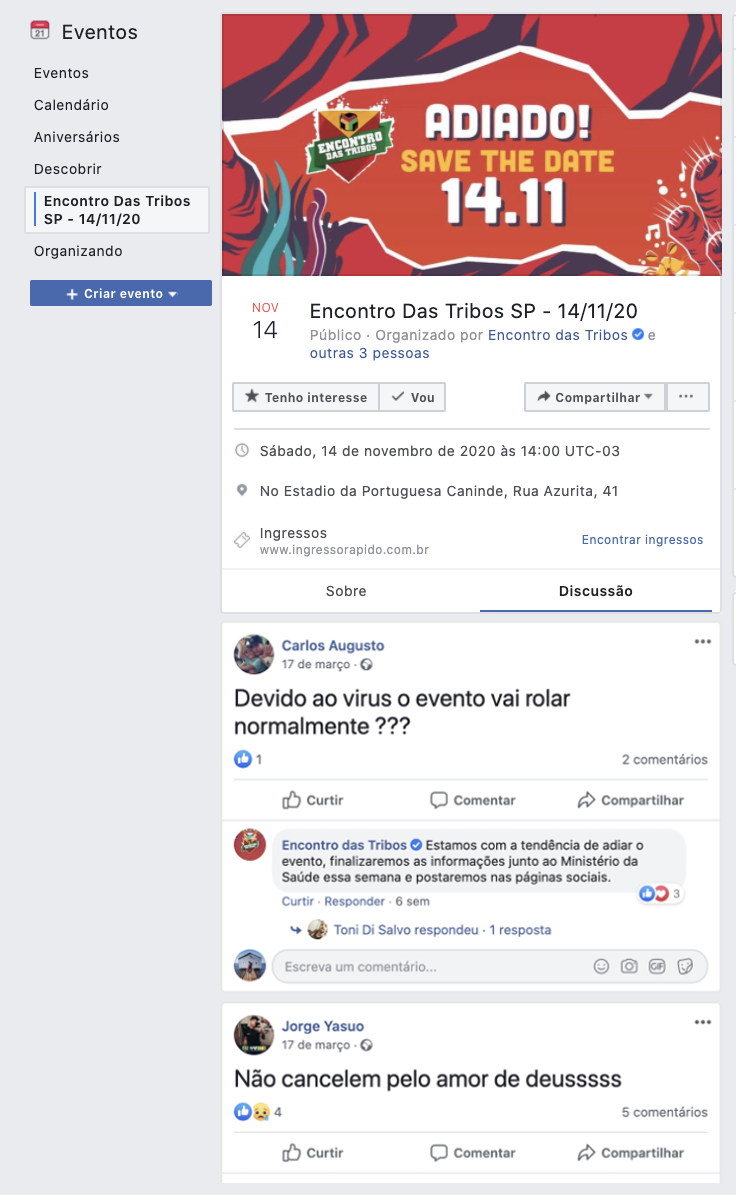 21
Eventos
Eventos
Calendário
Aniversários
Descobrir
Encontro Das Tribos
SP - 14/11/20
Organizando
+ Criar evento
ENCONTRO
DAS TRIBOS
ADIADO!
SAVE THE DATE
14.11
NOV
14
Encontro Das Tribos SP - 14/11/20
Público · Organizado por Encontro das Tribos e
outras 3 pessoas
Tenho interesse
Vou
Compartilhar
Sábado, 14 de novembro de 2020 às 14:00 UTC-03
No Estadio da Portuguesa Caninde, Rua Azurita, 41
Ingressos
www.ingressorapido.com.br
Encontrar ingressos
Sobre
Discussão
Carlos Augusto
17 de março ·
Devido ao virus o evento vai rolar
normalmente ???
1
2 comentários
Curtir
Comentar
Compartilhar
Encontro das Tribos Estamos com a tendência de adiar o
evento, finalizaremos as informações junto ao Ministério da
Saúde essa semana e postaremos nas páginas sociais.
3
Curtir · Responder · 6 sem
Toni Di Salvo respondeu · 1 resposta
Escreva um comentário...
GIF
Jorge Yasuo
17 de março ·
Não cancelem pelo amor de deusssss
4
5 comentários
Curtir
Comentar
Compartilhar